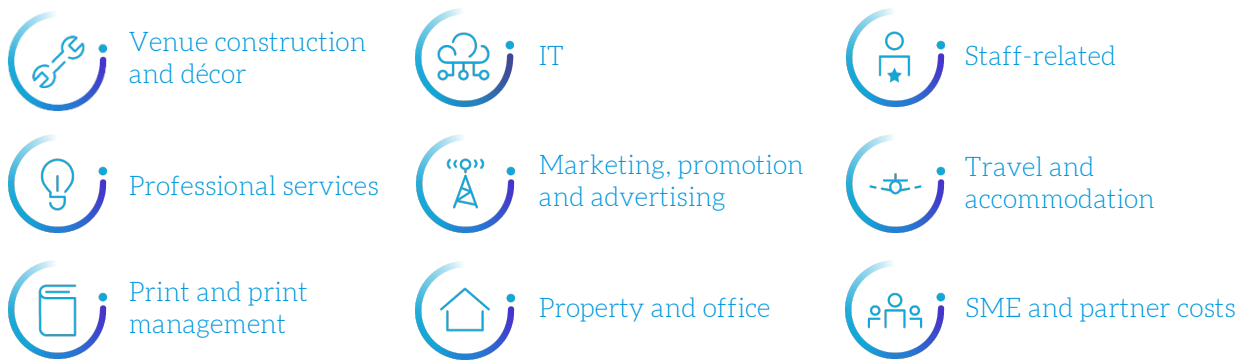 Venue construction
and décor
IT
Staff-related
Professional services
Marketing, promotion
and advertising
Travel and
accommodation
Print and print
management
Property and office
SME and partner costs